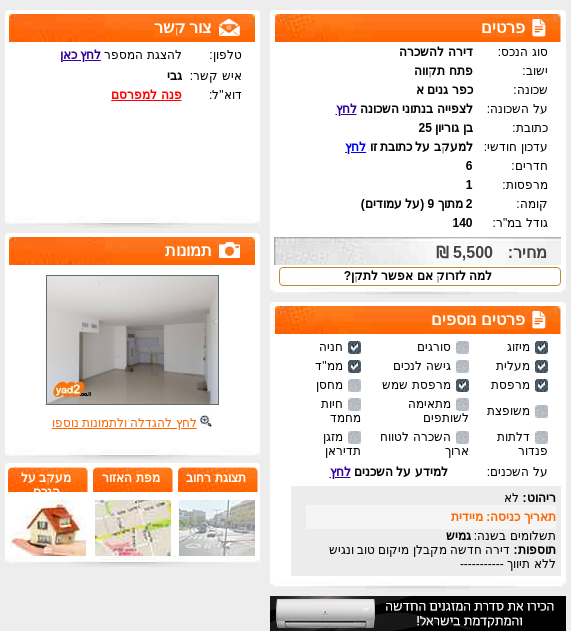 פרטים
סוג הנכס: דירה להשכרה
ישוב: פתח תקווה
שכונה: כפר גנים א
על השכונה: לצפייה בנתוני השכונה לחץ
כתובת: בן גוריון 25
עדכון חודשי: למעקב על כתובת זו לחץ
חדרים: 6
מרפסות: 1
קומה: 2 מתוך 9 (על עמודים)
גודל במ"ר: 140
מחיר: 5,500 ₪
למה לזרוק אם אפשר לתקן?
פרטים נוספים
מיזוג סורגים חניה
מעלית גישה לנכים ממ"ד
מרפסת מרפסת שמש מחסן
משופצת מתאימה לשותפים חיות מחמד
דלתות פנדור השכרה לטווח ארוך מזגן תדיראן
על השכנים: למידע על השכנים לחץ
ריהוט: לא
תאריך כניסה: מיידית
תשלומים בשנה: גמיש
תוספות: דירה חדשה מקבלן מיקום טוב ונגיש
ללא תיווך -----------
הכירו את סדרת המזגנים החדשה
והמתקדמת בישראל!
צור קשר
טלפון: להצגת המספר לחץ כאן
איש קשר: גבי
דוא"ל: פנה למפרסם
תמונות
yad2
לחץ להגדלה ולתמונות נוספו
תצוגת רחוב
מפת האזור
מעקב על
הנכס